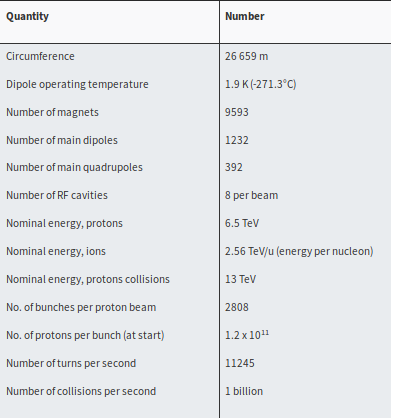 Quantity Number
Circumference 26 659 m
Dipole operating temperature 1.9 K (-271.3°C)
Number of magnets 9593
Number of main dipoles 1232
Number of main quadrupoles 392
Number of RF cavities 8 per beam
Nominal energy, protons 6.5 TeV
Nominal energy, ions 2.56 TeV/u (energy per nucleon)
Nominal energy, protons collisions 13 TeV
No. of bunches per proton beam 2808
No. of protons per bunch (at start) 1.2 x 10¹¹
Number of turns per second 11245
Number of collisions per second 1 billion